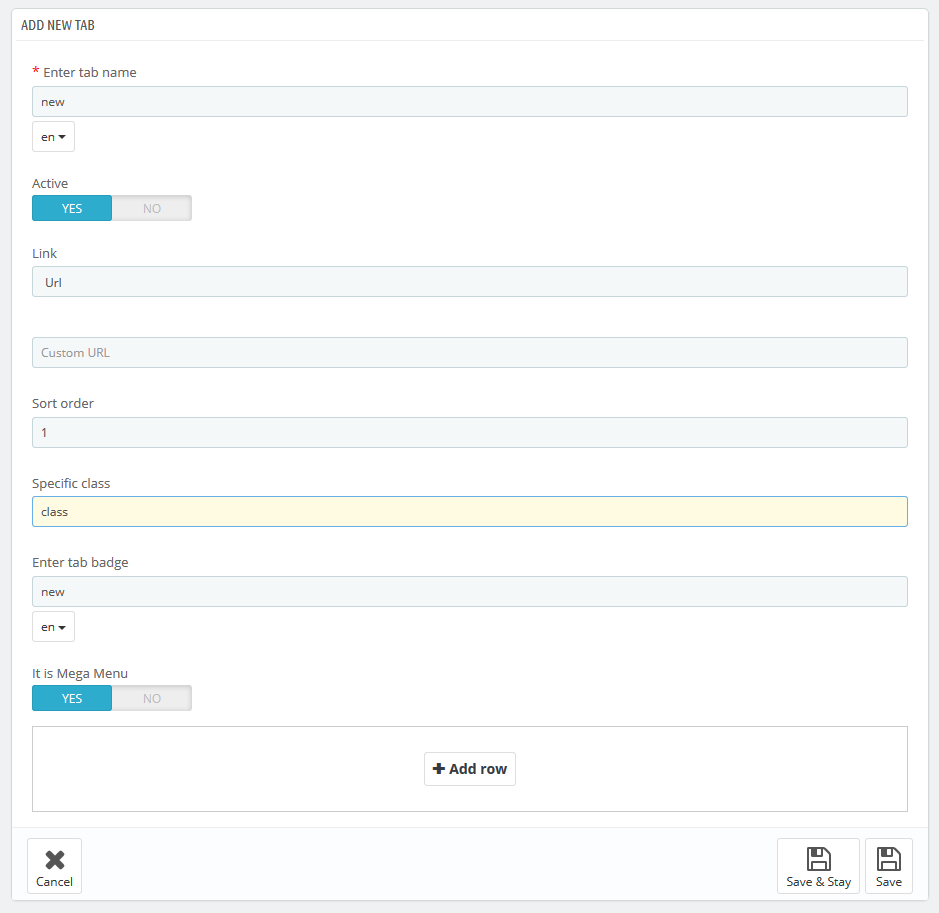 ADD NEW TAB
* Enter tab name
new
en
Active
YES NO
Link
Url
Custom URL
Sort order
1
Specific class
class
Enter tab badge
new
en
It is Mega Menu
YES NO
Add row
Cancel Save & Stay Save